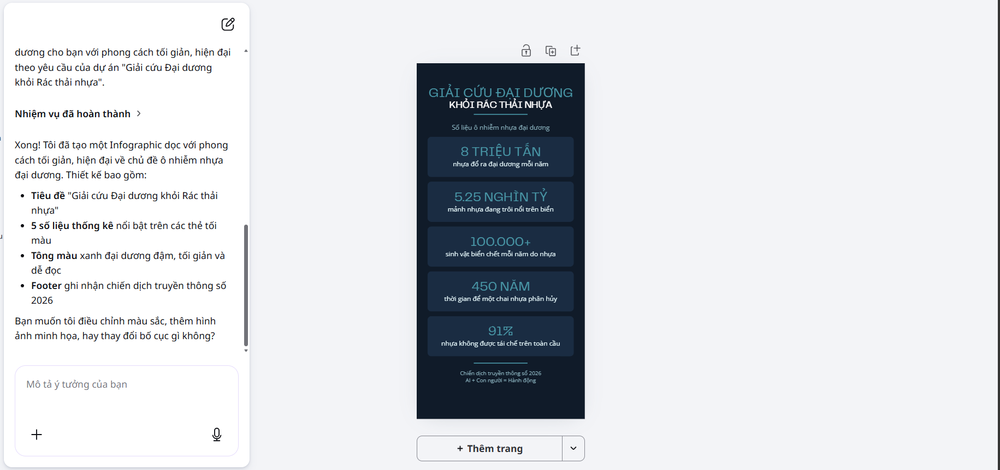 dương cho bạn với phong cách tối giản, hiện đại
theo yêu cầu của dự án "Giải cứu Đại dương
khỏi Rác thải nhựa".
Nhiệm vụ đã hoàn thành
Xong! Tôi đã tạo một Infographic dọc với phong
cách tối giản, hiện đại về chủ đề ô nhiễm nhựa
đại dương. Thiết kế bao gồm:
• Tiêu đề "Giải cứu Đại dương khỏi Rác thải
nhựa"
• 5 số liệu thống kê nổi bật trên các thẻ tối
màu
• Tông màu xanh đại dương đậm, tối giản và
dễ đọc
• Footer ghi nhận chiến dịch truyền thông số
2026
Bạn muốn tôi điều chỉnh màu sắc, thêm hình
ảnh minh họa, hay thay đổi bố cục gì không?
Mô tả ý tưởng của bạn
GIẢI CỨU ĐẠI DƯƠNG
KHỎI RÁC THẢI NHỰA
Số liệu ô nhiễm nhựa đại dương
8 TRIỆU TẤN
nhựa đổ ra đại dương mỗi năm
5.25 NGHÌN TỶ
mảnh nhựa đang trôi nổi trên biển
100.000+
sinh vật biển chết mỗi năm do nhựa
450 NĂM
thời gian để một chai nhựa phân hủy
91%
nhựa không được tái chế trên toàn cầu
Chiến dịch truyền thông số 2026
AI + Con người = Hành động
+ Thêm trang